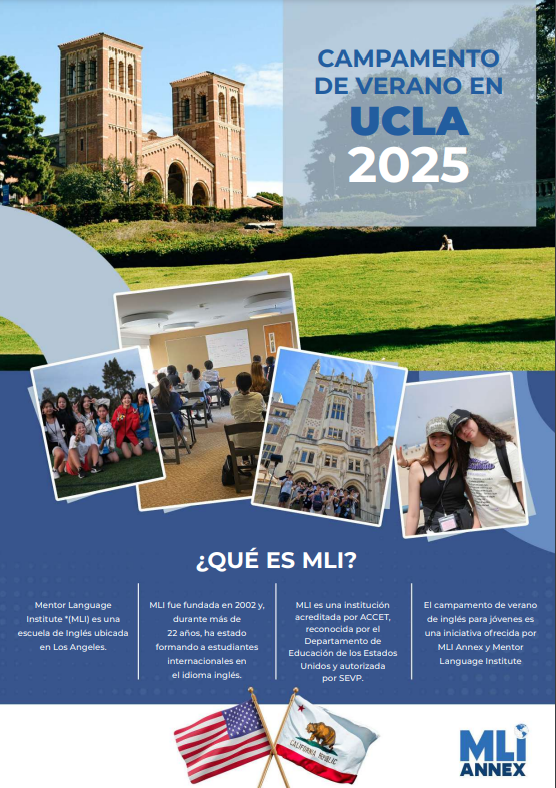 CAMPAMENTO
DE VERANO EN
UCLA
2025
¿QUÉ ES MLI?
Mentor Language
Institute "(MLI) es una
escuela de Inglés ubicada
en Los Angeles.
MLI fue fundada en 2002 y,
durante más de
22 años, ha estado
formando a estudiantes
internacionales en
el idioma inglés.
MLI es una institución
acreditada por ACCET,
reconocida por el
Departamento de
Educación de los Estados
Unidos y autorizada
por SEVP.
El campamento de verano
de inglés para jóvenes es
una iniciativa ofrecida por
MLI Annex y Mentor
Language Institute
CALIFORNIA REPUBLIC
MLI
ANNEX